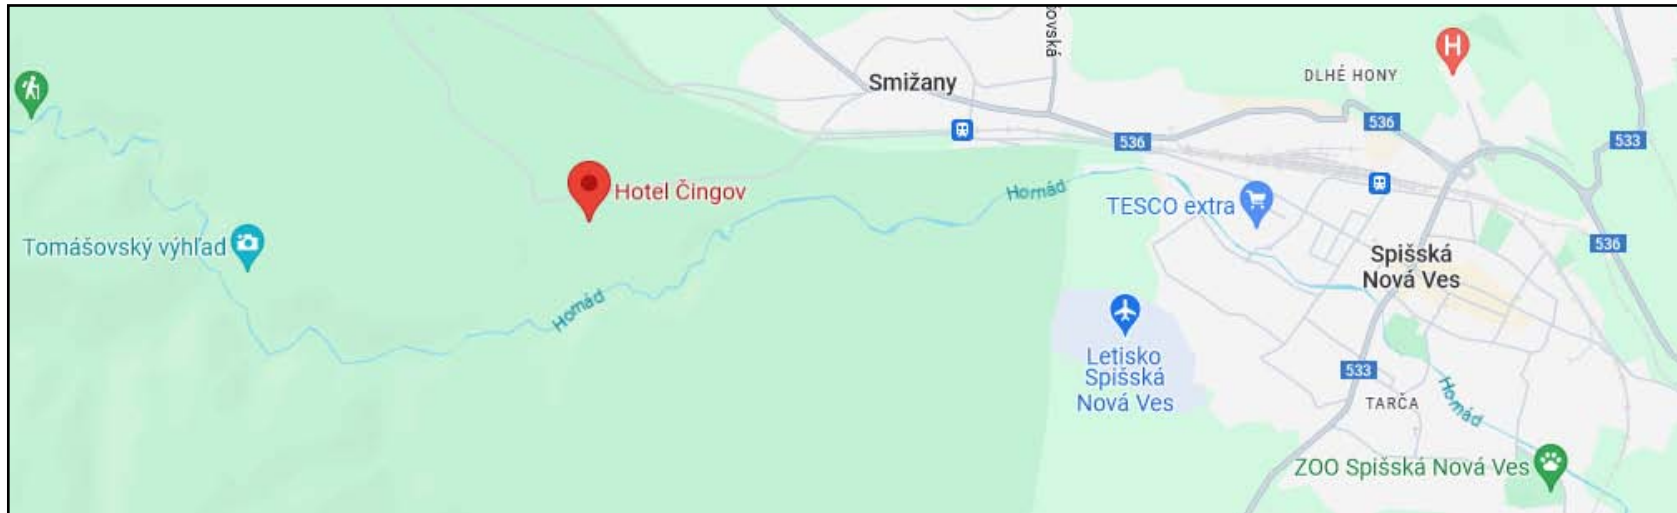 ovská
Smižany
DLHÉ HONY
H
536
536
533
Hotel Čingov
Hornád
TESCO extra
Tomášovský výhľad
536
Spišská
Nová Ves
Hornád
Letisko
Spišská
Nová Ves
533
TARČA
Hornád
ZOO Spišská Nová Ves